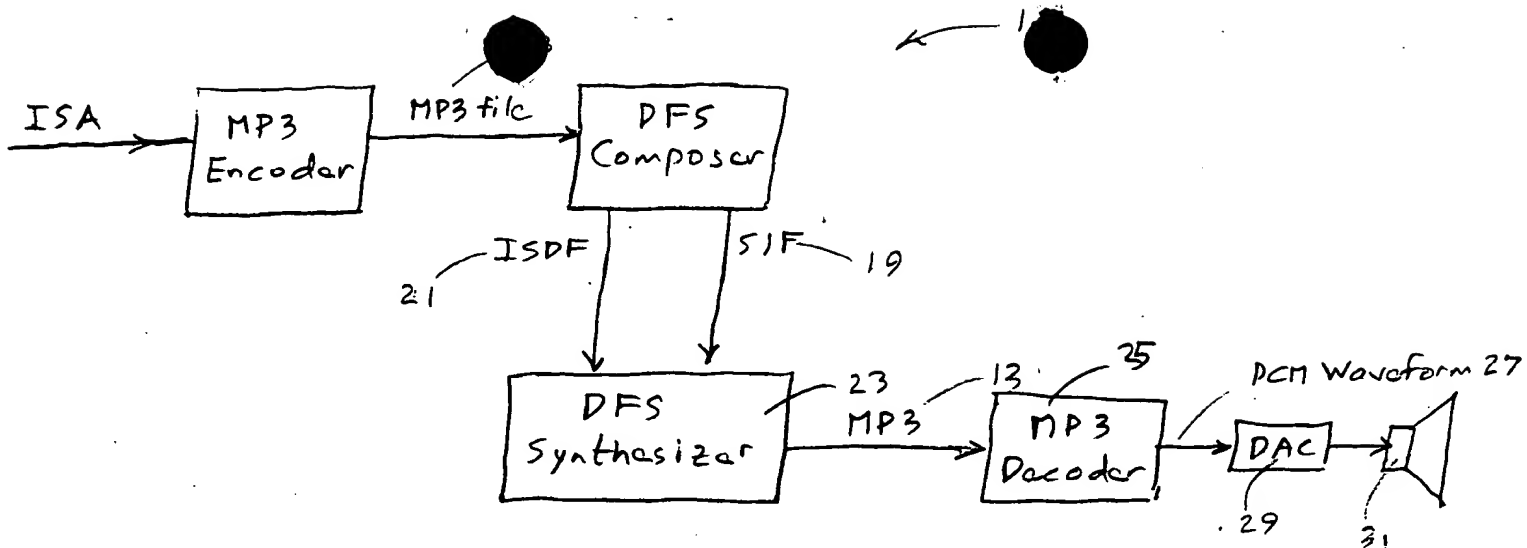 1
ISA
MP3 Encoder
MP3 file
DFS Composer
ISDF
21
SIF
19
DFS Synthesizer
23
MP3
13
MP3 Decoder
25
PCM Waveform 27
DAC
29
31